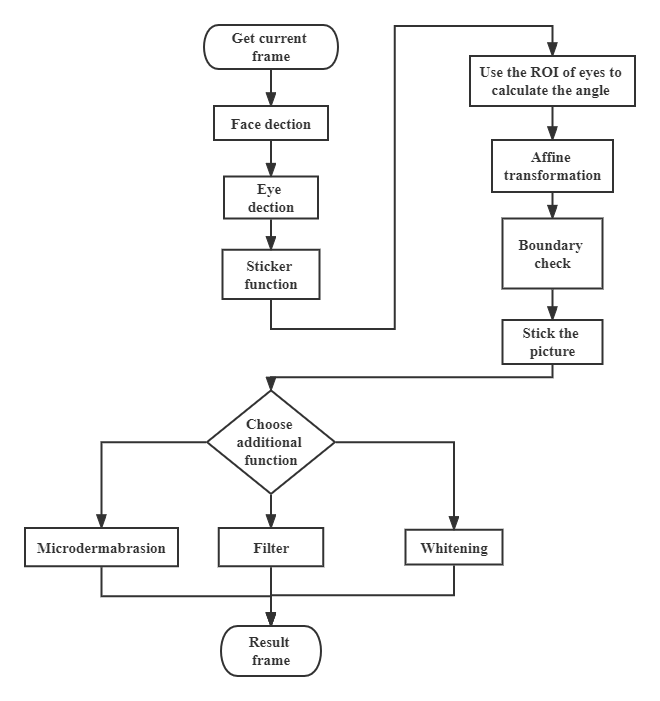 Get current
frame
Face dection
Eye
dection
Sticker
function
Use the ROI of eyes to
calculate the angle
Affine
transformation
Boundary
check
Stick the
picture
Choose
additional
function
Microdermabrasion
Filter
Whitening
Result
frame